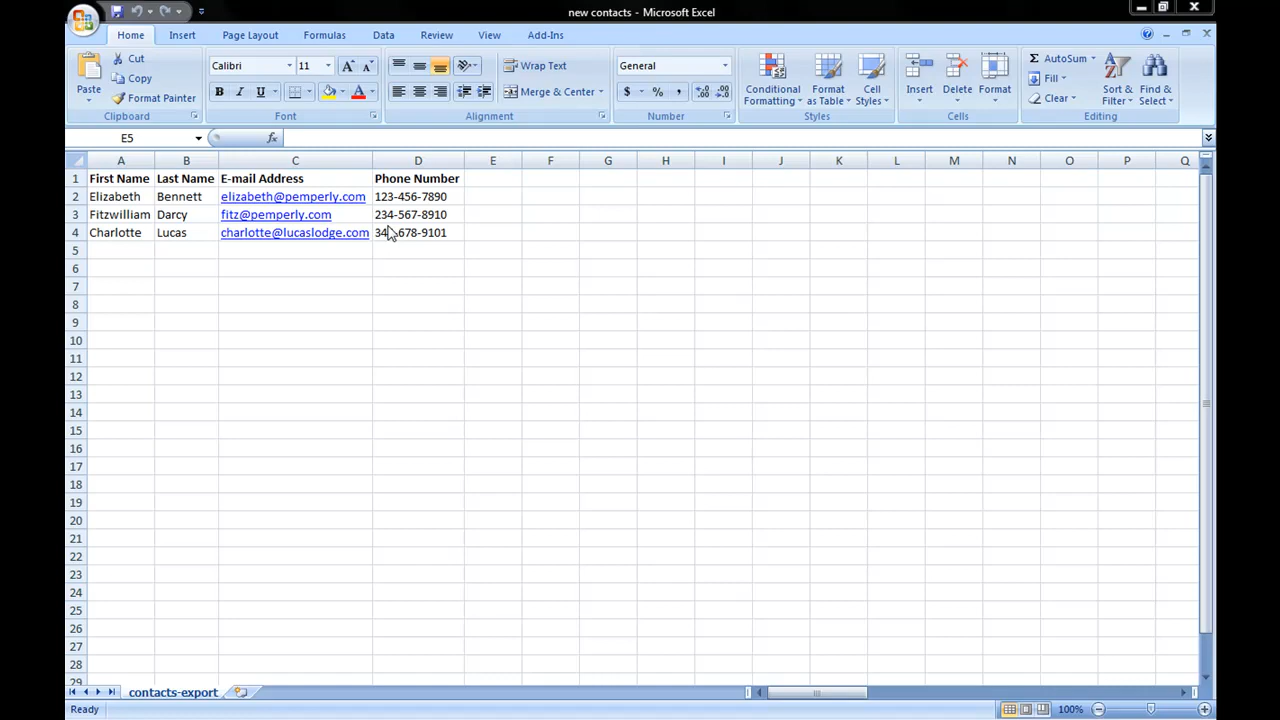 new contacts - Microsoft Excel
Home Insert Page Layout Formulas Data Review View Add-Ins
Paste Cut Copy Format Painter Clipboard
Calibri 11 B I U A A A Font
Wrap Text Merge & Center Alignment
General $ % , .0 .00 .00 .0 Number
Conditional Formatting Format as Table Cell Styles Styles
Insert Delete Format Cells
Σ AutoSum Fill Clear Sort & Filter Find & Select Editing
E5 fx
A B C D E F G H I J K L M N O P Q
1 First Name Last Name E-mail Address Phone Number
2 Elizabeth Bennett elizabeth@pemperly.com 123-456-7890
3 Fitzwilliam Darcy fitz@pemperly.com 234-567-8910
4 Charlotte Lucas charlotte@lucaslodge.com 34 -678-9101
5
6
7
8
9
10
11
12
13
14
15
16
17
18
19
20
21
22
23
24
25
26
27
28
29
contacts-export
Ready 100%